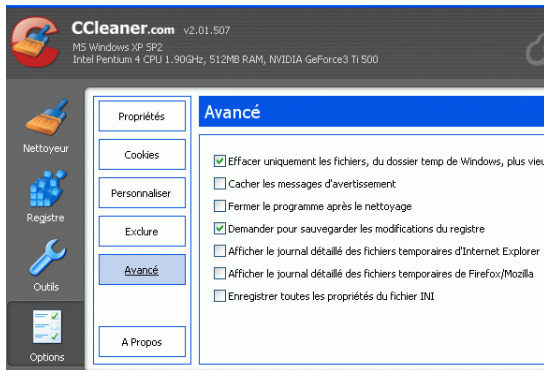 CCleaner.com v2.01.507
MS Windows XP SP2
Intel Pentium 4 CPU 1.90GHz, 512MB RAM, NVIDIA GeForce3 Ti 500
Nettoyeur
Registre
Outils
Options
Propriétés
Cookies
Personnaliser
Exclure
Avancé
A Propos
Avancé
Effacer uniquement les fichiers, du dossier temp de Windows, plus vieu
Cacher les messages d'avertissement
Fermer le programme après le nettoyage
Demander pour sauvegarder les modifications du registre
Afficher le journal détaillé des fichiers temporaires d'Internet Explorer
Afficher le journal détaillé des fichiers temporaires de Firefox/Mozilla
Enregistrer toutes les propriétés du fichier INI